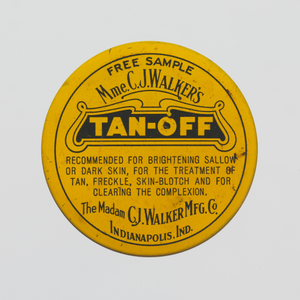 FREE SAMPLE
Mme. C.J. WALKER'S
TAN-OFF
RECOMMENDED FOR BRIGHTENING SALLOW
OR DARK SKIN, FOR THE TREATMENT OF
TAN, FRECKLE, SKIN-BLOTCH AND FOR
CLEARING THE COMPLEXION.
The Madam C.J. WALKER MFG. CO.
INDIANAPOLIS, IND.